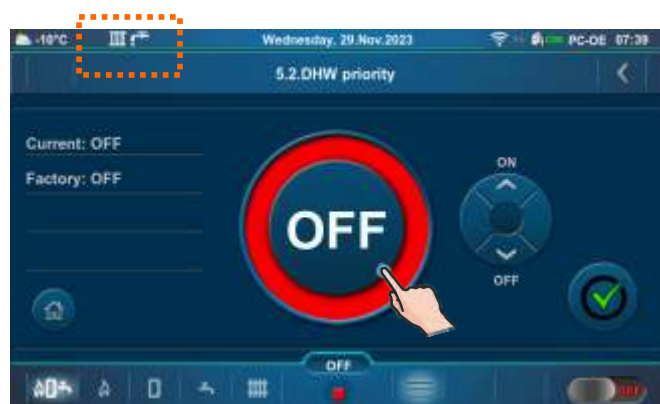 -10°C Wednesday, 29.Nov.2023 PC-OE 07:39
5.2.DHW priority
Current: OFF
Factory: OFF
OFF
ON
OFF
OFF
OFF